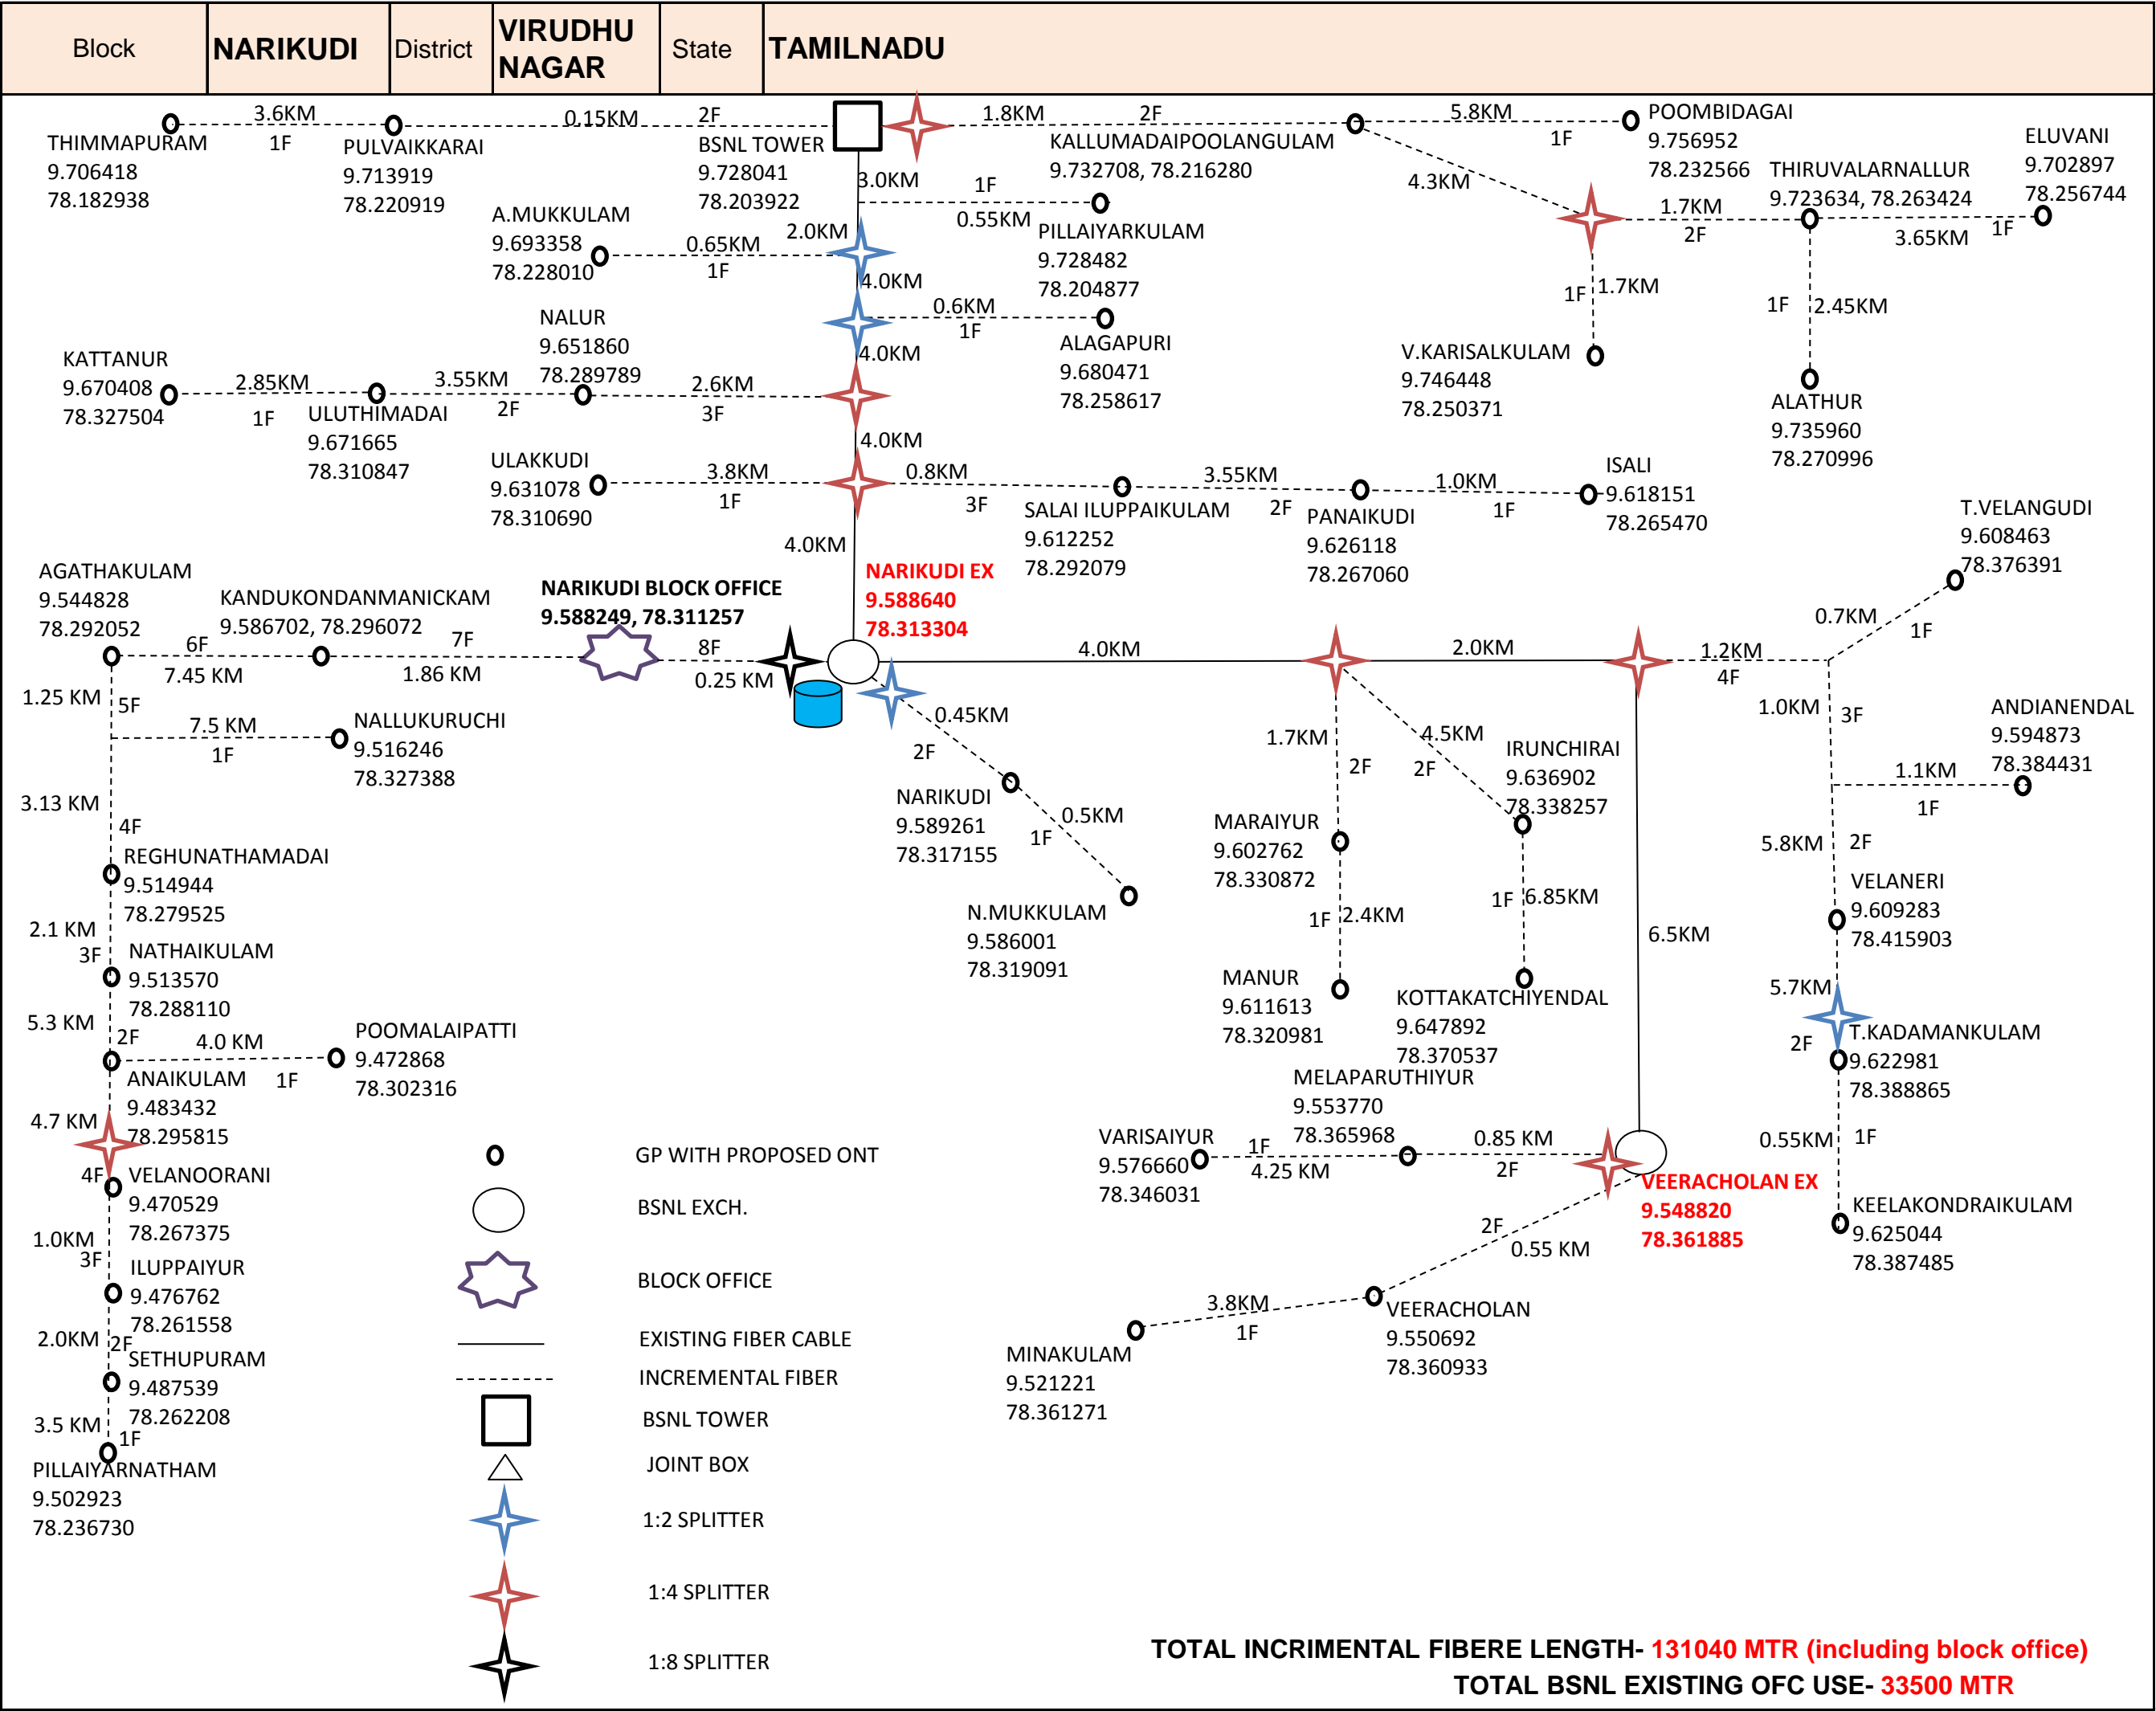 Block NARIKUDI District VIRUDHU NAGAR State TAMILNADU
3.6KM
1F
THIMMAPURAM
9.706418
78.182938
PULVAIKKARAI
9.713919
78.220919
0.15KM
2F
BSNL TOWER
9.728041
78.203922
1.8KM
2F
KALLUMADAIPOOLANGULAM
9.732708, 78.216280
5.8KM
1F
POOMBIDAGAI
9.756952
78.232566
4.3KM
THIRUVALARNALLUR
9.723634, 78.263424
1.7KM
2F
ELUVANI
9.702897
78.256744
3.65KM
1F
3.0KM
1F
0.55KM
PILLAIYARKULAM
9.728482
78.204877
2.0KM
A.MUKKULAM
9.693358
78.228010
0.65KM
1F
4.0KM
0.6KM
1F
ALAGAPURI
9.680471
78.258617
1F
1.7KM
V.KARISALKULAM
9.746448
78.250371
1F
2.45KM
ALATHUR
9.735960
78.270996
4.0KM
NALUR
9.651860
78.289789
2.6KM
3F
3.55KM
2F
KATTANUR
9.670408
78.327504
2.85KM
1F
ULUTHIMADAI
9.671665
78.310847
4.0KM
ULAKKUDI
9.631078
78.310690
3.8KM
1F
0.8KM
3F
SALAI ILUPPAIKULAM
9.612252
78.292079
3.55KM
2F
PANAIKUDI
9.626118
78.267060
1.0KM
1F
ISALI
9.618151
78.265470
4.0KM
NARIKUDI EX
9.588640
78.313304
NARIKUDI BLOCK OFFICE
9.588249, 78.311257
8F
0.25 KM
AGATHAKULAM
9.544828
78.292052
KANDUKONDANMANICKAM
9.586702, 78.296072
6F
7.45 KM
7F
1.86 KM
4.0KM
2.0KM
1.2KM
4F
T.VELANGUDI
9.608463
78.376391
0.7KM
1F
1.25 KM
5F
7.5 KM
1F
NALLUKURUCHI
9.516246
78.327388
0.45KM
2F
NARIKUDI
9.589261
78.317155
0.5KM
1F
N.MUKKULAM
9.586001
78.319091
1.7KM
2F
MARAIYUR
9.602762
78.330872
1F
2.4KM
MANUR
9.611613
78.320981
4.5KM
2F
IRUNCHIRAI
9.636902
78.338257
1F
6.85KM
KOTTAKATCHIYENDAL
9.647892
78.370537
6.5KM
1.0KM
3F
ANDIANENDAL
9.594873
78.384431
1.1KM
1F
5.8KM
2F
VELANERI
9.609283
78.415903
5.7KM
2F
T.KADAMANKULAM
9.622981
78.388865
0.55KM
1F
KEELAKONDRAIKULAM
9.625044
78.387485
3.13 KM
4F
REGHUNATHAMADAI
9.514944
78.279525
2.1 KM
3F
NATHAIKULAM
9.513570
78.288110
5.3 KM
2F
4.0 KM
1F
POOMALAIPATTI
9.472868
78.302316
ANAIKULAM
9.483432
78.295815
4.7 KM
4F
VELANOORANI
9.470529
78.267375
1.0KM
3F
ILUPPAIYUR
9.476762
78.261558
2.0KM
2F
SETHUPURAM
9.487539
78.262208
3.5 KM
1F
PILLAIYARNATHAM
9.502923
78.236730
MELAPARUTHIYUR
9.553770
78.365968
VARISAIYUR
9.576660
78.346031
1F
4.25 KM
0.85 KM
2F
VEERACHOLAN EX
9.548820
78.361885
2F
0.55 KM
VEERACHOLAN
9.550692
78.360933
3.8KM
1F
MINAKULAM
9.521221
78.361271
GP WITH PROPOSED ONT
BSNL EXCH.
BLOCK OFFICE
EXISTING FIBER CABLE
INCREMENTAL FIBER
BSNL TOWER
JOINT BOX
1:2 SPLITTER
1:4 SPLITTER
1:8 SPLITTER
TOTAL INCRIMENTAL FIBERE LENGTH- 131040 MTR (including block office)
TOTAL BSNL EXISTING OFC USE- 33500 MTR